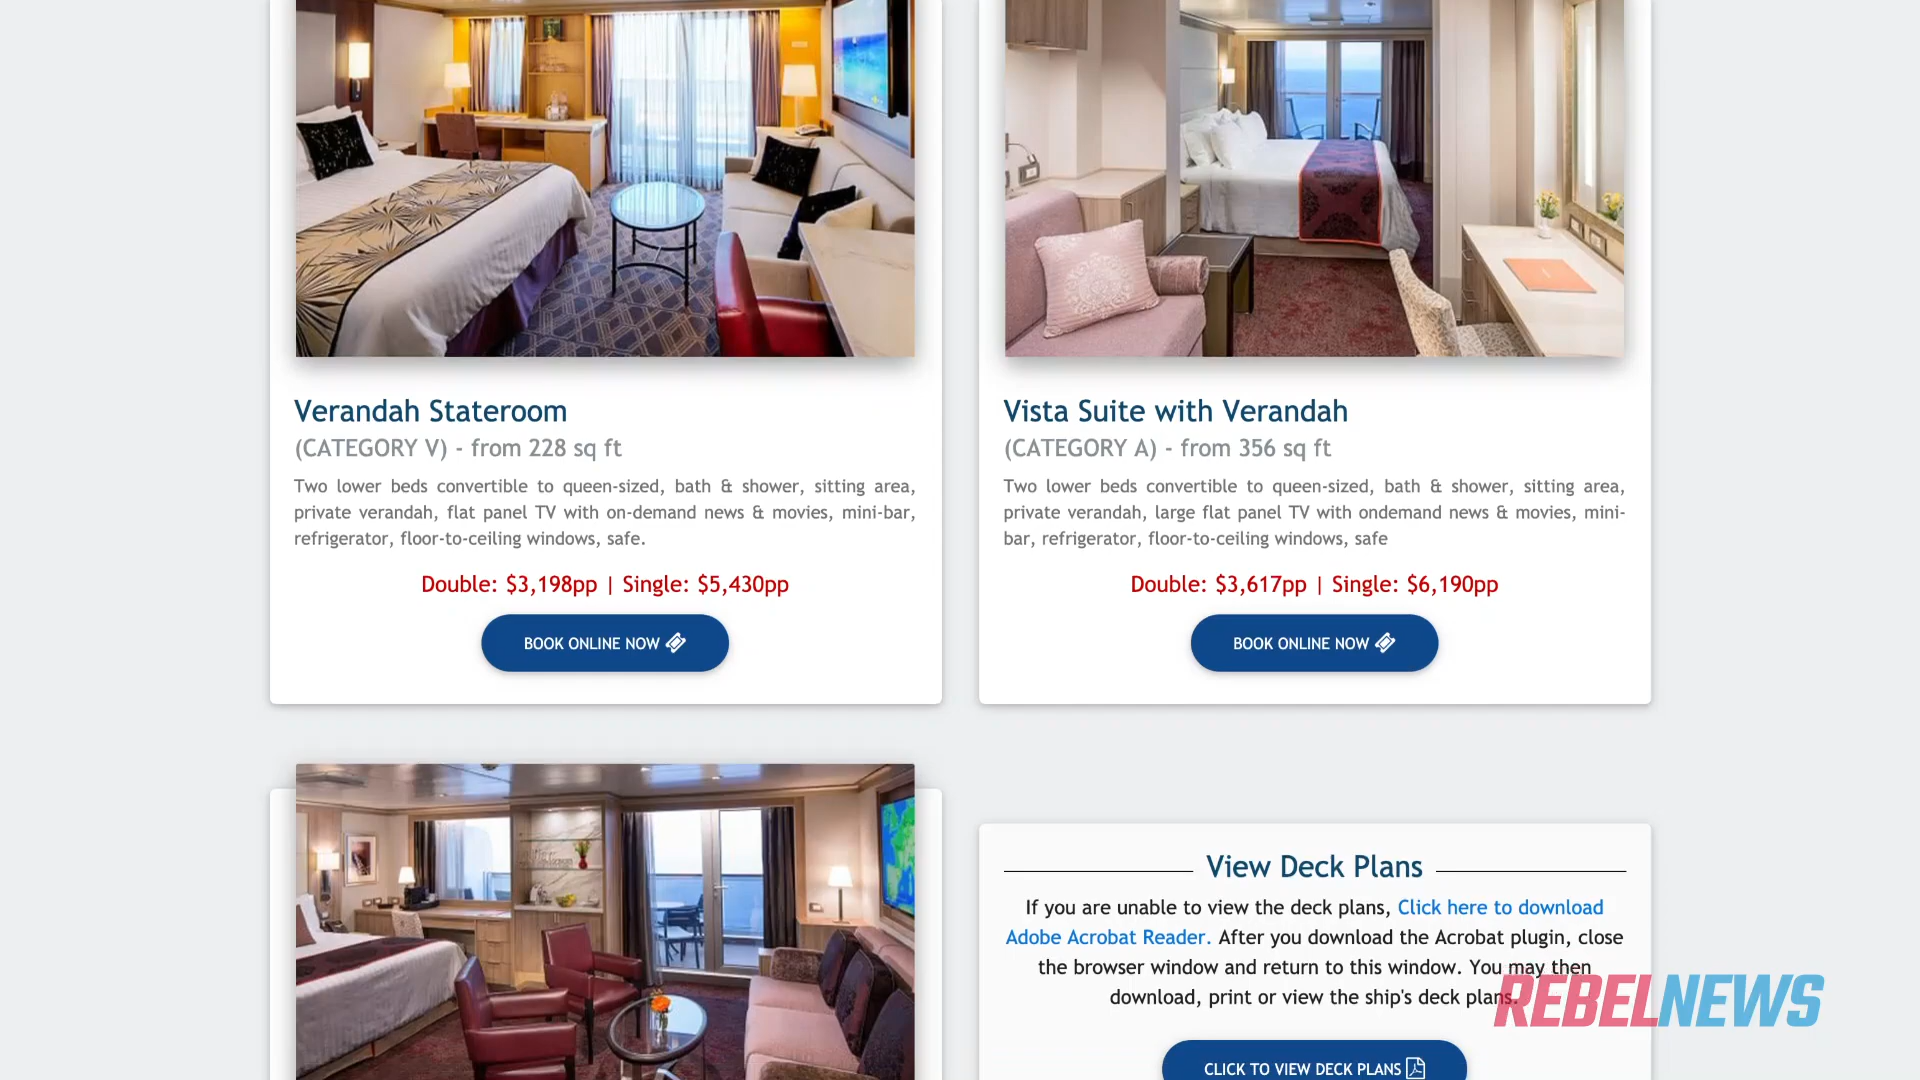 Verandah Stateroom
(CATEGORY V) - from 228 sq ft
Two lower beds convertible to queen-sized, bath & shower, sitting area,
private verandah, flat panel TV with on-demand news & movies, mini-bar,
refrigerator, floor-to-ceiling windows, safe.
Double: $3,198pp | Single: $5,430pp
BOOK ONLINE NOW
Vista Suite with Verandah
(CATEGORY A) - from 356 sq ft
Two lower beds convertible to queen-sized, bath & shower, sitting area,
private verandah, large flat panel TV with ondemand news & movies, mini-
bar, refrigerator, floor-to-ceiling windows, safe
Double: $3,617pp | Single: $6,190pp
BOOK ONLINE NOW
View Deck Plans
If you are unable to view the deck plans, Click here to download
Adobe Acrobat Reader. After you download the Acrobat plugin, close
the browser window and return to this window. You may then
download, print or view the ship's deck plans.
CLICK TO VIEW DECK PLANS
REBELNEWS